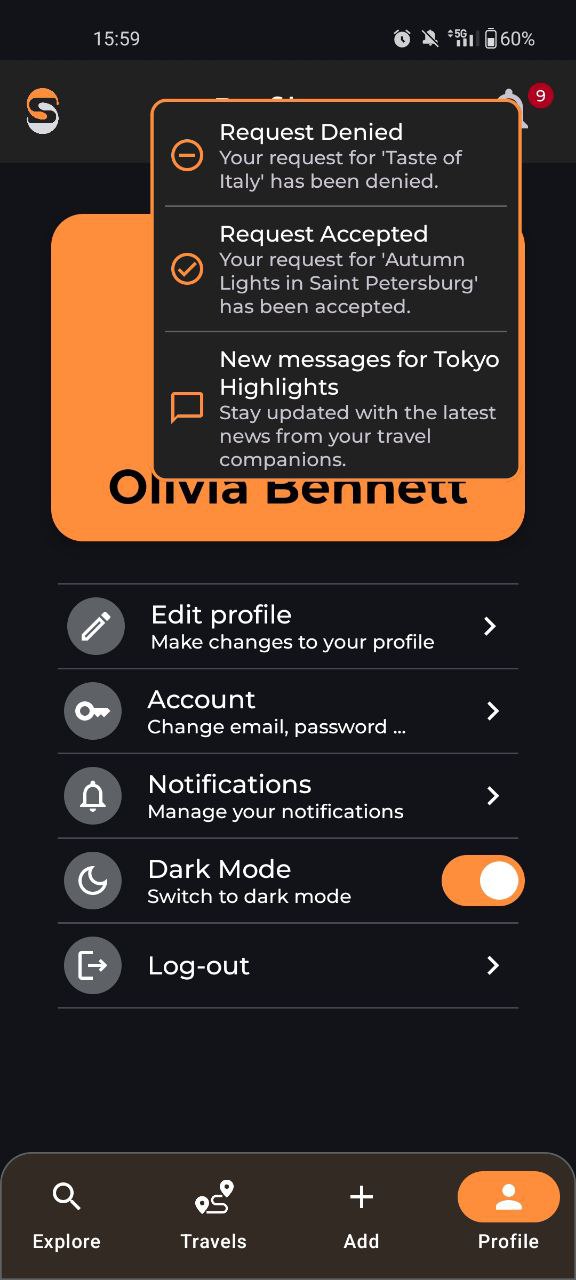 15:59
5G
60%
9
Request Denied
Your request for 'Taste of
Italy' has been denied.
Request Accepted
Your request for 'Autumn
Lights in Saint Petersburg'
has been accepted.
New messages for Tokyo
Highlights
Stay updated with the latest
news from your travel
companions.
Olivia Bennett
Edit profile
Make changes to your profile
Account
Change email, password ...
Notifications
Manage your notifications
Dark Mode
Switch to dark mode
Log-out
Explore
Travels
Add
Profile